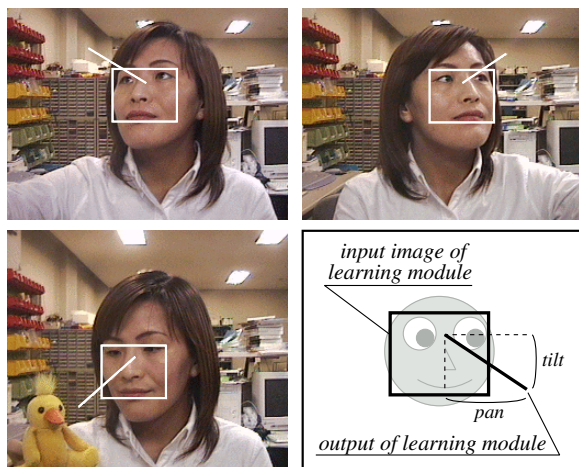 input image of
learning module
tilt
pan
output of learning module